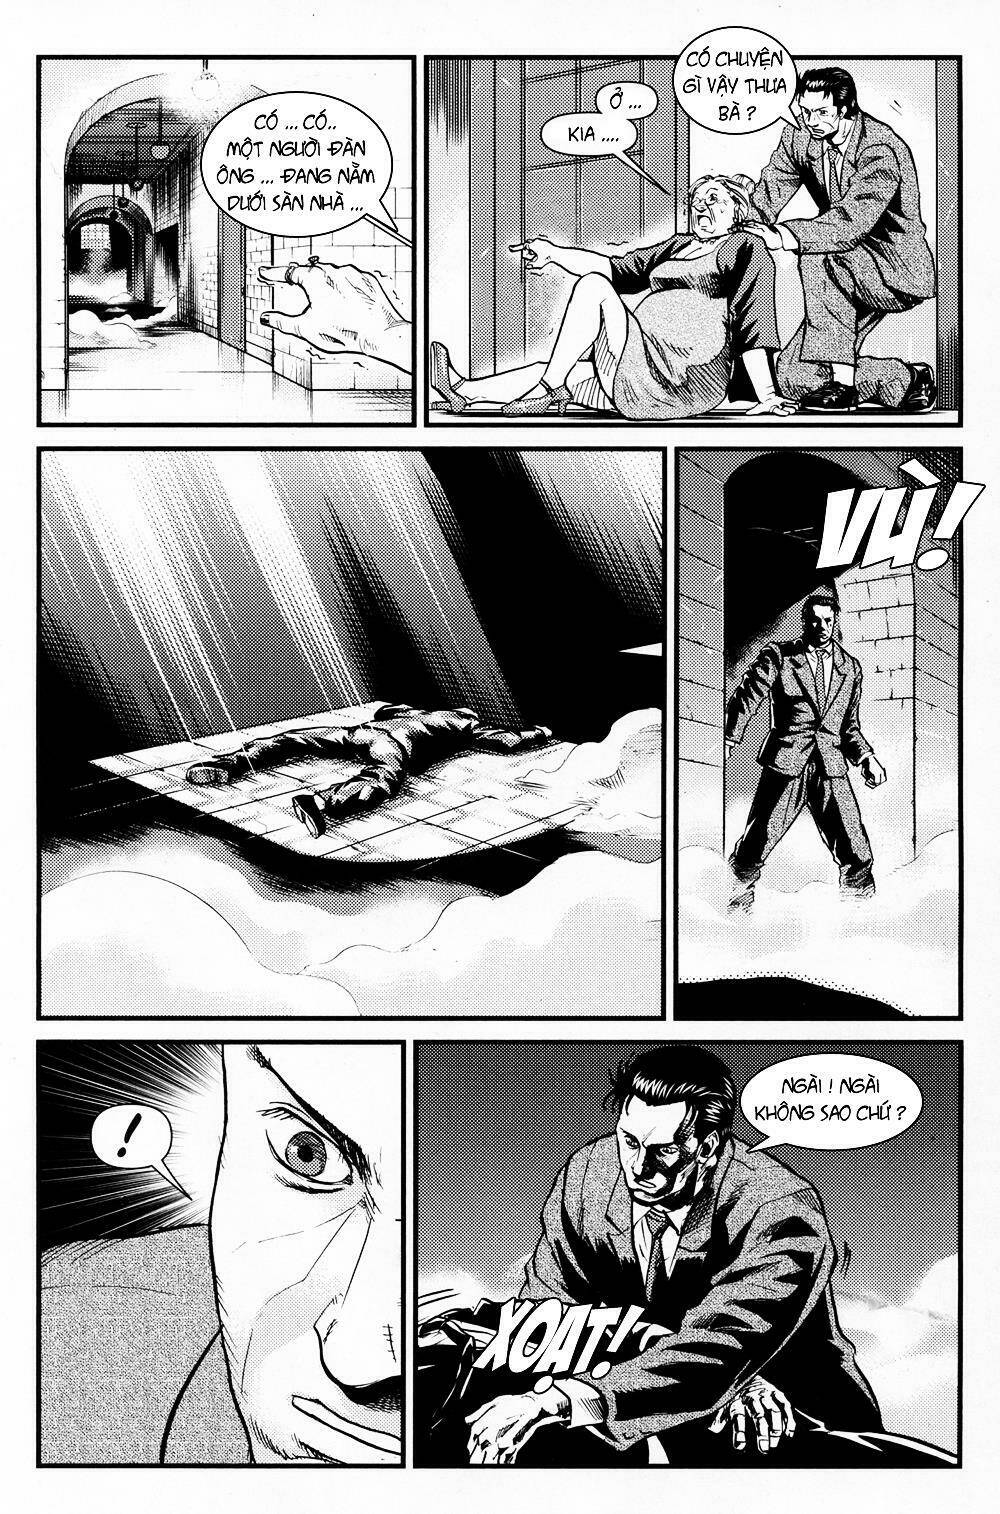 CÓ CHUYỆN
GÌ VẬY THƯA
BÀ ?
Ở ...
KIA ....
CÓ ... CÓ..
MỘT NGƯỜI ĐÀN
ÔNG ... ĐANG NẰM
DƯỚI SÀN NHÀ ...
VÙ!
!
NGÀI ! NGÀI
KHÔNG SAO CHỨ ?
XOẠT!